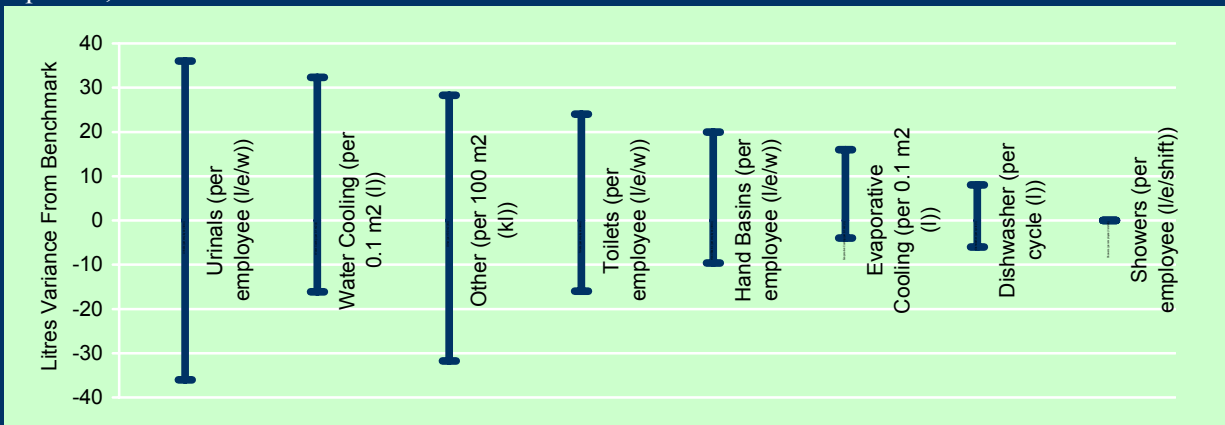 Litres Variance From Benchmark
40
30
20
10
0
-10
-20
-30
-40
Urinals (per
employee (l/e/w))
Water Cooling (per
0.1 m2 (l))
Other (per 100 m2
(kl))
Toilets (per
employee (l/e/w))
Hand Basins (per
employee (l/e/w))
Evaporative
Cooling (per 0.1 m2
(l))
Dishwasher (per
cycle (l))
Showers (per
employee (l/e/shift))